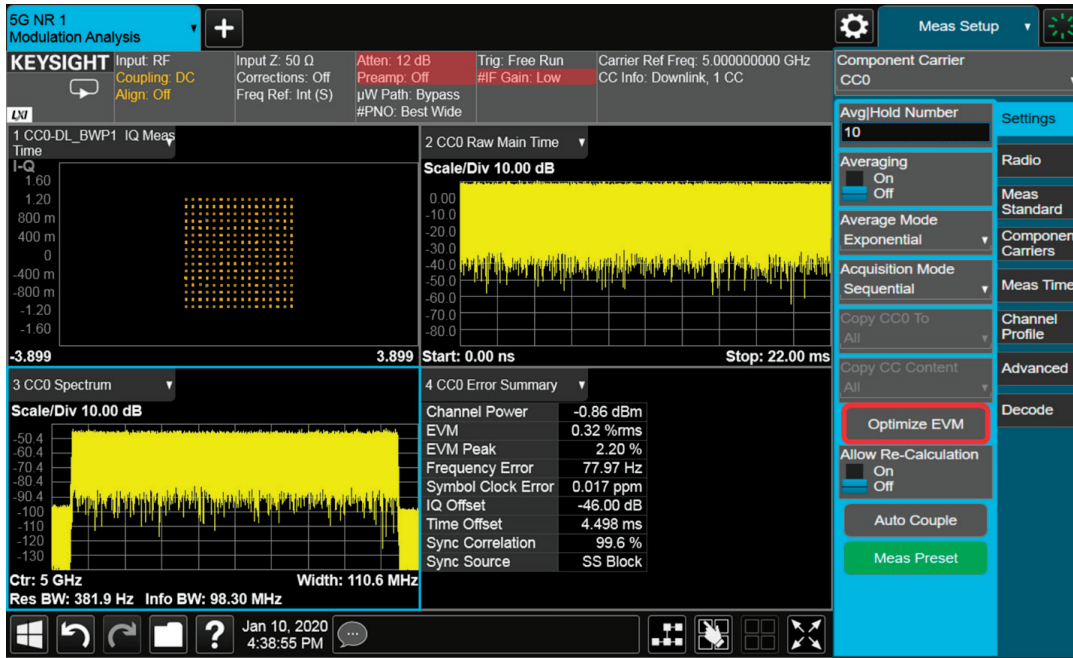 5G NR 1
Modulation Analysis
+
Meas Setup
KEYSIGHT
LXI
Input: RF
Coupling: DC
Align: Off
Input Z: 50 Ω
Corrections: Off
Freq Ref: Int (S)
Atten: 12 dB
Preamp: Off
µW Path: Bypass
#PNO: Best Wide
Trig: Free Run
#IF Gain: Low
Carrier Ref Freq: 5.000000000 GHz
CC Info: Downlink, 1 CC
Component Carrier
CC0
1 CC0-DL_BWP1 IQ Meas
Time
I-Q
1.60
1.20
800 m
400 m
0
-400 m
-800 m
-1.20
-1.60
-3.899
3.899
2 CC0 Raw Main Time
Scale/Div 10.00 dB
0.00
-10.0
-20.0
-30.0
-40.0
-50.0
-60.0
-70.0
-80.0
Start: 0.00 ns
Stop: 22.00 ms
3 CC0 Spectrum
Scale/Div 10.00 dB
-50.4
-60.4
-70.4
-80.4
-90.4
-100
-110
-120
-130
Ctr: 5 GHz
Width: 110.6 MHz
Res BW: 381.9 Hz Info BW: 98.30 MHz
4 CC0 Error Summary
Channel Power -0.86 dBm
EVM 0.32 %rms
EVM Peak 2.20 %
Frequency Error 77.97 Hz
Symbol Clock Error 0.017 ppm
IQ Offset -46.00 dB
Time Offset 4.498 ms
Sync Correlation 99.6 %
Sync Source SS Block
Avg|Hold Number
10
Averaging
On
Off
Average Mode
Exponential
Acquisition Mode
Sequential
Copy CC0 To
All
Copy CC Content
All
Optimize EVM
Allow Re-Calculation
On
Off
Auto Couple
Meas Preset
Settings
Radio
Meas
Standard
Componen
Carriers
Meas Time
Channel
Profile
Advanced
Decode
?
Jan 10, 2020
4:38:55 PM